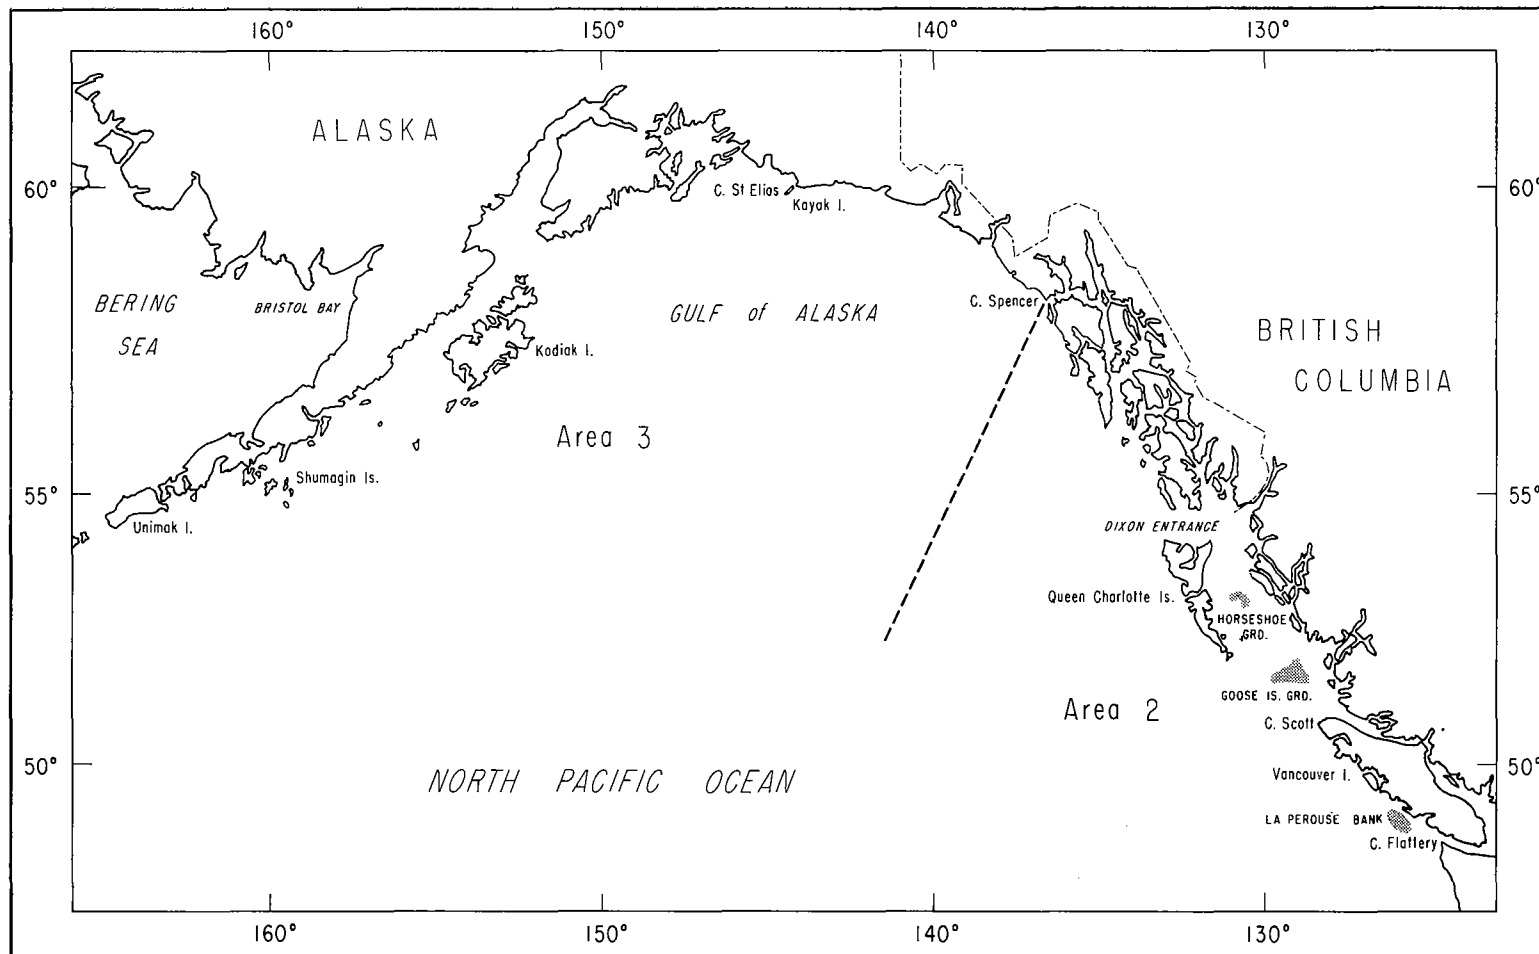 160° 150° 140° 130°
ALASKA
60° 60°
C. St Elias
Kayak I.
BERING
SEA
BRISTOL BAY
GULF of ALASKA
C. Spencer
BRITISH
COLUMBIA
Kodiak I.
Area 3
Shumagin Is.
55° 55°
Unimak I.
DIXON ENTRANCE
Queen Charlotte Is.
HORSESHOE
GRD.
GOOSE IS. GRD.
Area 2
C. Scott
50° 50°
NORTH PACIFIC OCEAN
Vancouver I.
LA PEROUSE BANK
C. Flattery
160° 150° 140° 130°